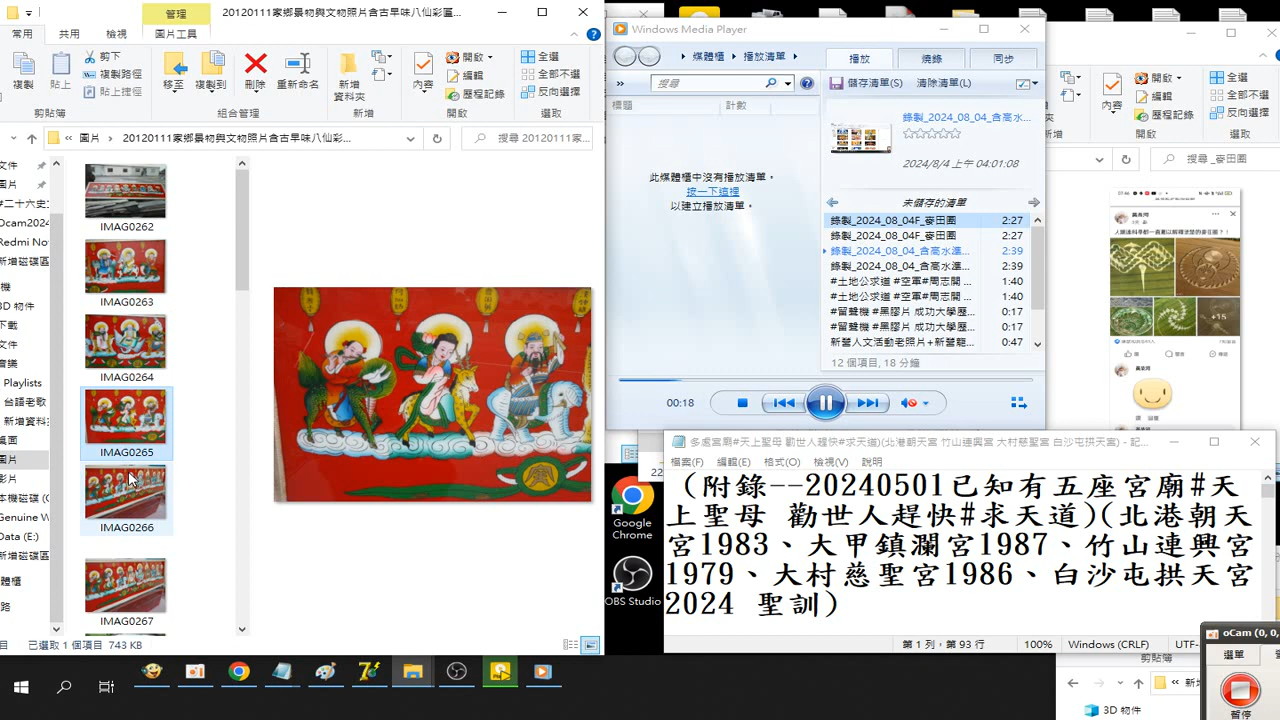 管理
20120111家鄉景物與文物照片含古早味八仙彩區...
共用
檢視
圖片工具
複製
貼上
剪下
複製路徑
貼上捷徑
移至
複製到
刪除
重新命名
新增
資料夾
內容
開啟
編輯
歷程記錄
全選
全部不選
反向選取
剪貼簿
組合管理
新增
開啟
選取
圖片
20120111家鄉景物與文物照片含古早味八仙彩...
搜尋 20120111家...
IMAG0262
IMAG0263
IMAG0264
IMAG0265
IMAG0266
IMAG0267
Playlists
台語老歌
3D 物件
Data (E:)
已選取 1 個項目 743 KB
Windows Media Player
媒體櫃
播放清單
播放
燒錄
同步
搜尋
儲存清單(S)
清除清單(L)
標題
計數
此媒體櫃中沒有播放清單。
按一下這裡
以建立播放清單。
錄製_2024_08_04_含高水...
2024/8/4 上午 04:01:08
未儲存的清單
錄製_2024_08_04F_麥田圈 2:27
錄製_2024_08_04F_麥田圈 2:27
錄製_2024_08_04_含高水準... 2:39
錄製_2024_08_04_含高水準... 2:39
#土地公求道 #空軍#周志開 ... 1:40
#土地公求道 #空軍#周志開 ... 1:40
#留聲機 #黑膠片 成功大學歷... 0:17
#留聲機 #黑膠片 成功大學歷... 0:17
新營人文活動老照片+新營龍... 0:47
12 個項目, 18 分鐘
00:18
內容
開啟
編輯
歷程記錄
全選
全部不選
反向選取
開啟
選取
搜尋 _麥田圈
+15
多處宮廟#天上聖母 勸世人趕快#求天道)(北港朝天宮 竹山連興宮 大村慈聖宮 白沙屯拱天宮) - 記...
檔案(F)
編輯(E)
格式(O)
檢視(V)
說明
(附錄--20240501已知有五座宮廟#天
上聖母 勸世人趕快#求天道)(北港朝天
宮1983、大甲鎮瀾宮1987、竹山連興宮
1979、大村慈聖宮1986、白沙屯拱天宮
2024 聖訓)
第 1 列，第 93 行
100%
Windows (CRLF)
UTF-
Google
Chrome
OBS Studio
剪貼簿
oCam (0, 0,
選單
暫停
3D 物件